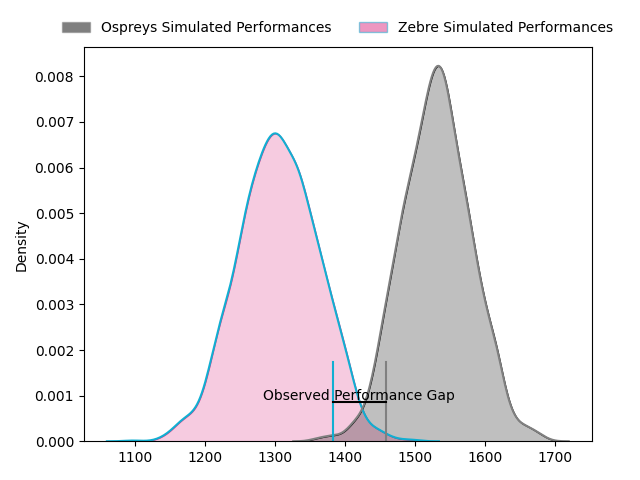 Ospreys Simulated Performances
Zebre Simulated Performances
Density
0.008
0.007
0.006
0.005
0.004
0.003
0.002
0.001
0.000
Observed Performance Gap
1100 1200 1300 1400 1500 1600 1700